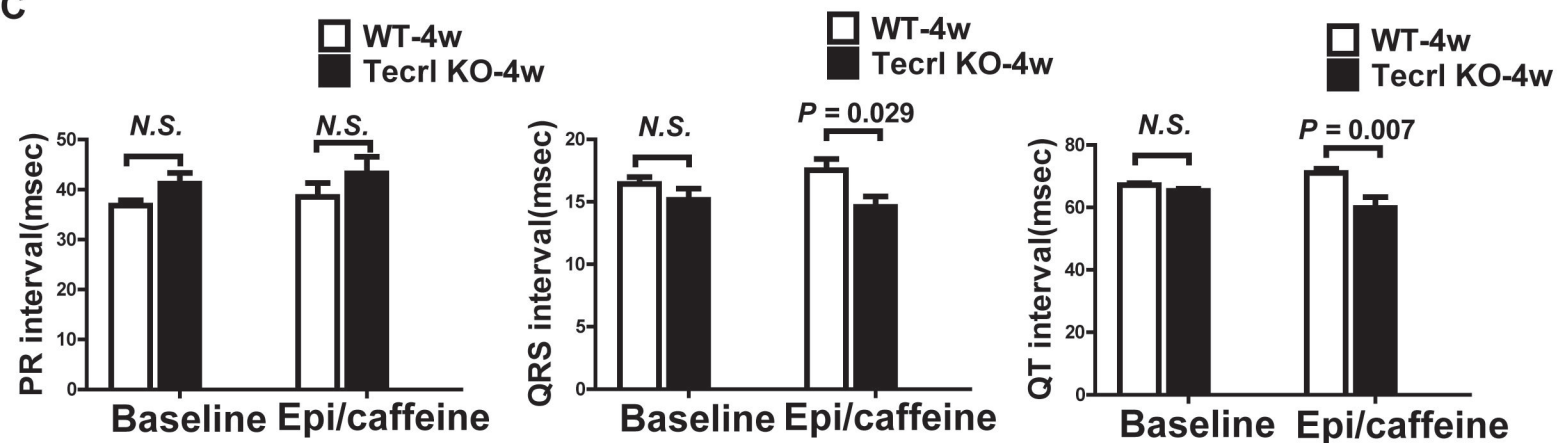 C
WT-4w
Tecrl KO-4w
N.S.
N.S.
PR interval(msec)
50
40
30
20
10
0
Baseline Epi/caffeine
WT-4w
Tecrl KO-4w
N.S.
P = 0.029
QRS interval(msec)
20
15
10
5
0
Baseline Epi/caffeine
WT-4w
Tecrl KO-4w
N.S.
P = 0.007
QT interval(msec)
80
60
40
20
0
Baseline Epi/caffeine